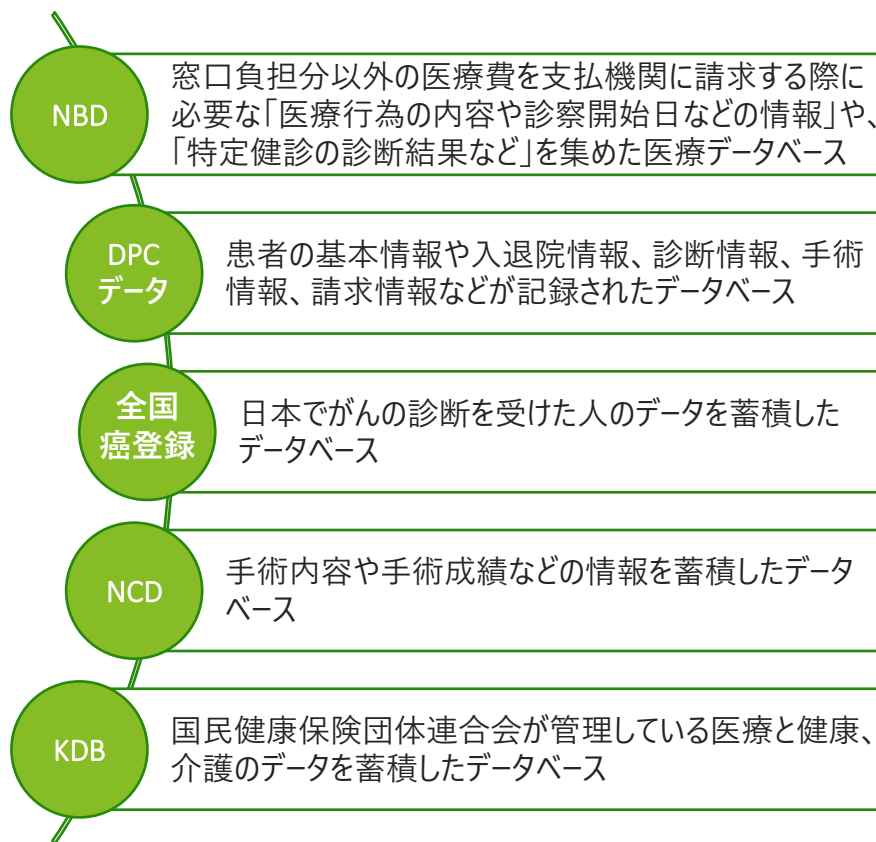 NBD
窓口負担分以外の医療費を支払機関に請求する際に
必要な「医療行為の内容や診察開始日などの情報」や、
「特定健診の診断結果など」を集めた医療データベース
DPC
データ
患者の基本情報や入退院情報、診断情報、手術
情報、請求情報などが記録されたデータベース
全国
癌登録
日本でがんの診断を受けた人のデータを蓄積した
データベース
NCD
手術内容や手術成績などの情報を蓄積したデータ
ベース
KDB
国民健康保険団体連合会が管理している医療と健康、
介護のデータを蓄積したデータベース